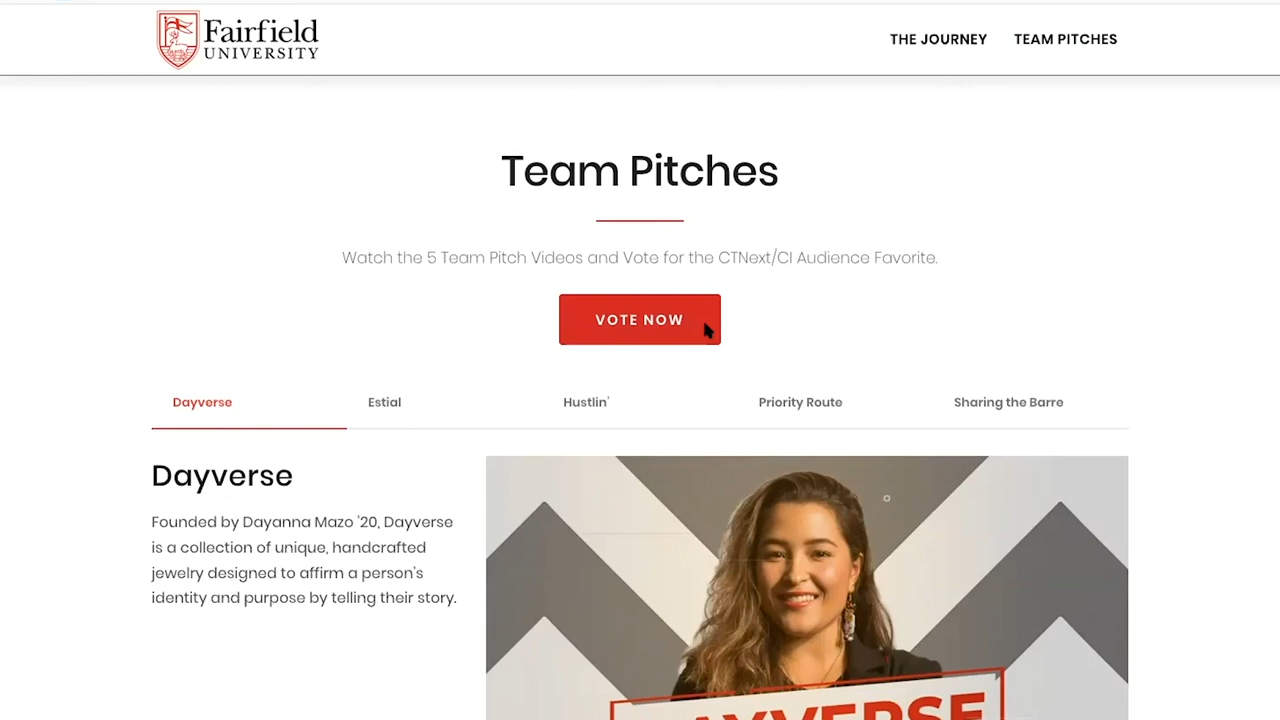 Fairfield
UNIVERSITY
THE JOURNEY
TEAM PITCHES
Team Pitches
Watch the 5 Team Pitch Videos and Vote for the CTNext/CI Audience Favorite.
VOTE NOW
Dayverse
Estial
Hustlin'
Priority Route
Sharing the Barre
Dayverse
Founded by Dayanna Mazo '20, Dayverse
is a collection of unique, handcrafted
jewelry designed to affirm a person's
identity and purpose by telling their story.
DAYVERSE